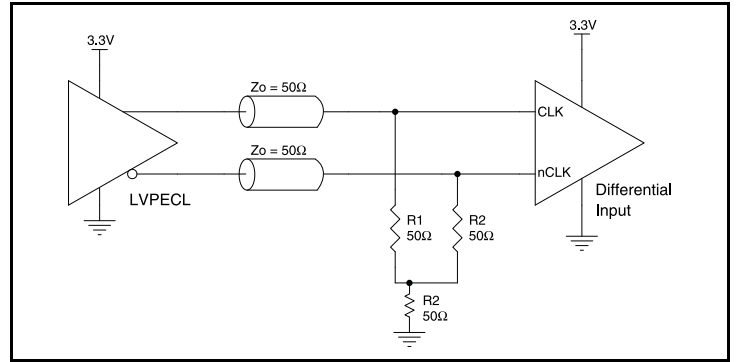 3.3V
3.3V
Zo = 50Ω
CLK
Zo = 50Ω
nCLK
LVPECL
Differential
Input
R1
50Ω
R2
50Ω
R2
50Ω